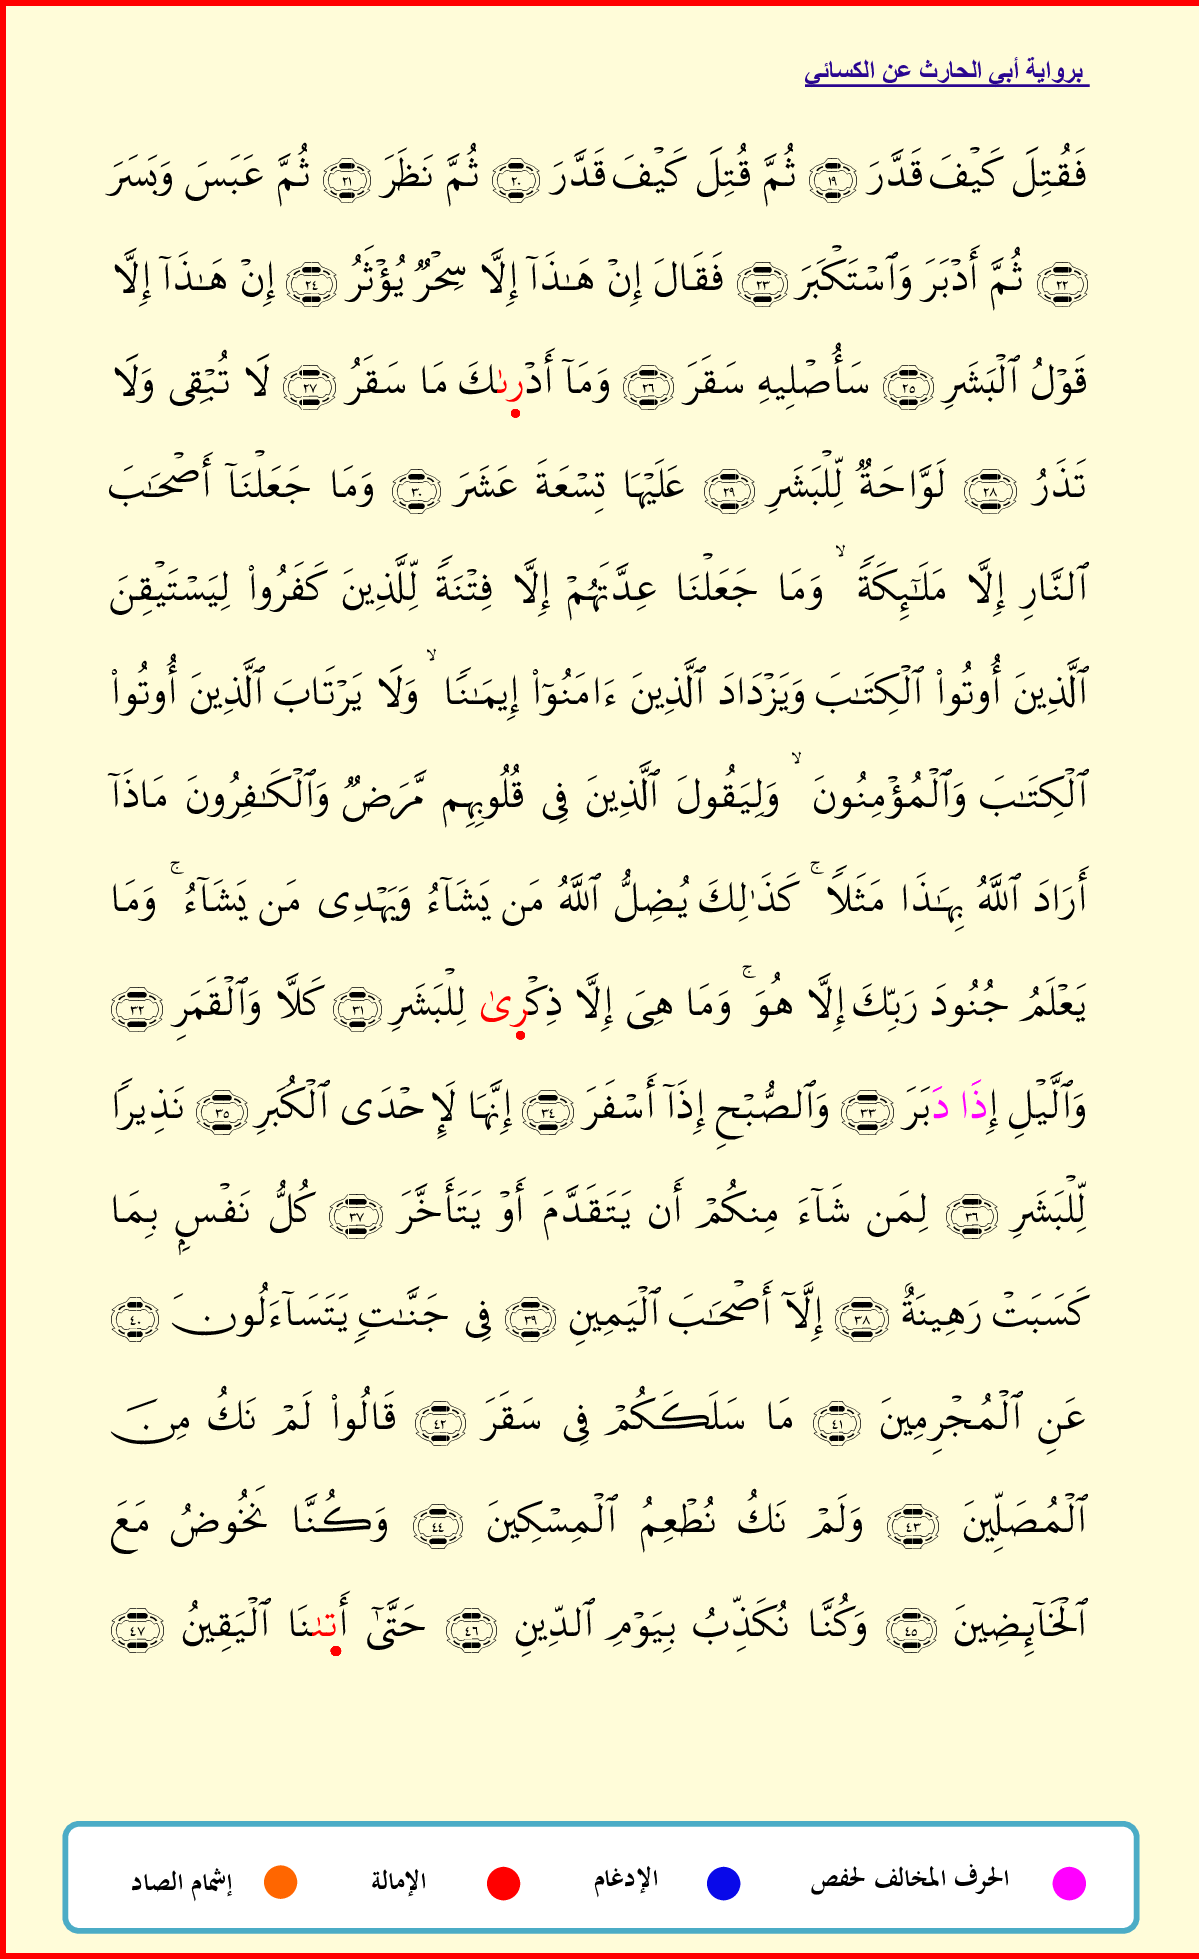 برواية أبي الحارث عن الكسائي
فَقُتِلَ كَيْفَ قَدَّرَ ١٩ ثُمَّ قُتِلَ كَيْفَ قَدَّرَ ٢٠ ثُمَّ نَظَرَ ٢١ ثُمَّ عَبَسَ وَبَسَرَ
٢٢ ثُمَّ أَدْبَرَ وَٱسْتَكْبَرَ ٢٣ فَقَالَ إِنْ هَـٰذَآ إِلَّا سِحْرٌ يُؤْثَرُ ٢٤ إِنْ هَـٰذَآ إِلَّا
قَوْلُ ٱلْبَشَرِ ٢٥ سَأُصْلِيهِ سَقَرَ ٢٦ وَمَآ أَدْرىٰكَ مَا سَقَرُ ٢٧ لَا تُبْقِى وَلَا
تَذَرُ ٢٨ لَوَّاحَةٌ لِّلْبَشَرِ ٢٩ عَلَيْهَا تِسْعَةَ عَشَرَ ٣٠ وَمَا جَعَلْنَآ أَصْحَـٰبَ
ٱلنَّارِ إِلَّا مَلَـٰٓئِكَةً ۙ وَمَا جَعَلْنَا عِدَّتَهُمْ إِلَّا فِتْنَةً لِّلَّذِينَ كَفَرُوا۟ لِيَسْتَيْقِنَ
ٱلَّذِينَ أُوتُوا۟ ٱلْكِتَـٰبَ وَيَزْدَادَ ٱلَّذِينَ ءَامَنُوٓا۟ إِيمَـٰنًا ۙ وَلَا يَرْتَابَ ٱلَّذِينَ أُوتُوا۟
ٱلْكِتَـٰبَ وَٱلْمُؤْمِنُونَ ۙ وَلِيَقُولَ ٱلَّذِينَ فِى قُلُوبِهِم مَّرَضٌ وَٱلْكَـٰفِرُونَ مَاذَآ
أَرَادَ ٱللَّهُ بِهَـٰذَا مَثَلًا ۚ كَذَٰلِكَ يُضِلُّ ٱللَّهُ مَن يَشَآءُ وَيَهْدِى مَن يَشَآءُ ۚ وَمَا
يَعْلَمُ جُنُودَ رَبِّكَ إِلَّا هُوَ ۚ وَمَا هِىَ إِلَّا ذِكْرىٰ لِلْبَشَرِ ٣١ كَلَّا وَٱلْقَمَرِ ٣٢
وَٱلَّيْلِ إِذَا دَبَرَ ٣٣ وَٱلصُّبْحِ إِذَآ أَسْفَرَ ٣٤ إِنَّهَا لَإِحْدَى ٱلْكُبَرِ ٣٥ نَذِيرًا
لِّلْبَشَرِ ٣٦ لِمَن شَآءَ مِنكُمْ أَن يَتَقَدَّمَ أَوْ يَتَأَخَّرَ ٣٧ كُلُّ نَفْسٍۭ بِمَا
كَسَبَتْ رَهِينَةٌ ٣٨ إِلَّآ أَصْحَـٰبَ ٱلْيَمِينِ ٣٩ فِى جَنَّـٰتٍ يَتَسَآءَلُونَ ٤٠
عَنِ ٱلْمُجْرِمِينَ ٤١ مَا سَلَكَكُمْ فِى سَقَرَ ٤٢ قَالُوا۟ لَمْ نَكُ مِنَ
ٱلْمُصَلِّينَ ٤٣ وَلَمْ نَكُ نُطْعِمُ ٱلْمِسْكِينَ ٤٤ وَكُنَّا نَخُوضُ مَعَ
ٱلْخَآئِضِينَ ٤٥ وَكُنَّا نُكَذِّبُ بِيَوْمِ ٱلدِّينِ ٤٦ حَتَّىٰٓ أَتىٰنَا ٱلْيَقِينُ ٤٧
الحرف المخالف لحفص الإدغام الإمالة إشمام الصاد